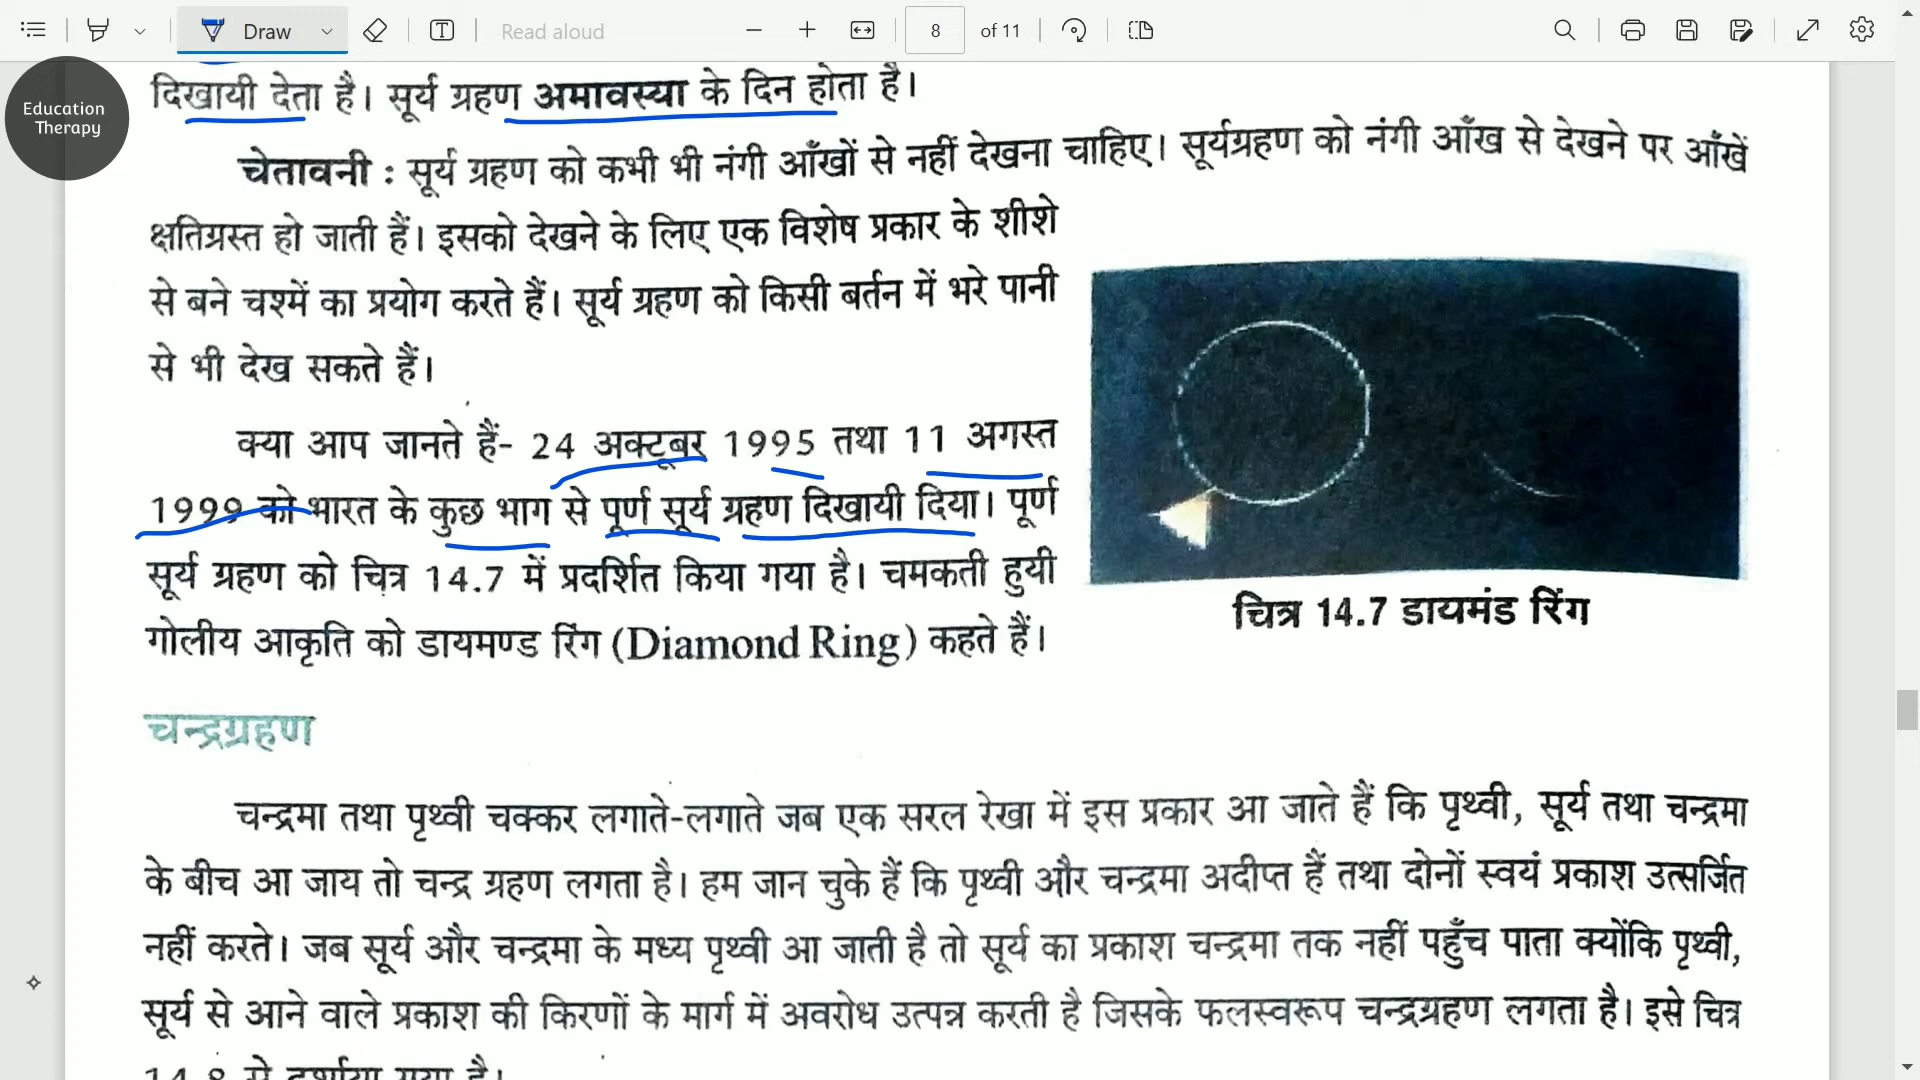 Draw
Read aloud
8 of 11
Education
Therapy
दिखायी देता है। सूर्य ग्रहण अमावस्या के दिन होता है।
चेतावनी : सूर्य ग्रहण को कभी भी नंगी आँखों से नहीं देखना चाहिए। सूर्यग्रहण को नंगी आँख से देखने पर आँखें
क्षतिग्रस्त हो जाती हैं। इसको देखने के लिए एक विशेष प्रकार के शीशे
से बने चश्में का प्रयोग करते हैं। सूर्य ग्रहण को किसी बर्तन में भरे पानी
से भी देख सकते हैं।
क्या आप जानते हैं- 24 अक्टूबर 1995 तथा 11 अगस्त
1999 को भारत के कुछ भाग से पूर्ण सूर्य ग्रहण दिखायी दिया। पूर्ण
सूर्य ग्रहण को चित्र 14.7 में प्रदर्शित किया गया है। चमकती हुयी
गोलीय आकृति को डायमण्ड रिंग (Diamond Ring) कहते हैं।
चित्र 14.7 डायमंड रिंग
चन्द्रग्रहण
चन्द्रमा तथा पृथ्वी चक्कर लगाते-लगाते जब एक सरल रेखा में इस प्रकार आ जाते हैं कि पृथ्वी, सूर्य तथा चन्द्रमा
के बीच आ जाय तो चन्द्र ग्रहण लगता है। हम जान चुके हैं कि पृथ्वी और चन्द्रमा अदीप्त हैं तथा दोनों स्वयं प्रकाश उत्सर्जित
नहीं करते। जब सूर्य और चन्द्रमा के मध्य पृथ्वी आ जाती है तो सूर्य का प्रकाश चन्द्रमा तक नहीं पहुँच पाता क्योंकि पृथ्वी,
सूर्य से आने वाले प्रकाश की किरणों के मार्ग में अवरोध उत्पन्न करती है जिसके फलस्वरूप चन्द्रग्रहण लगता है। इसे चित्र
14.8 से दर्शाया गया है।